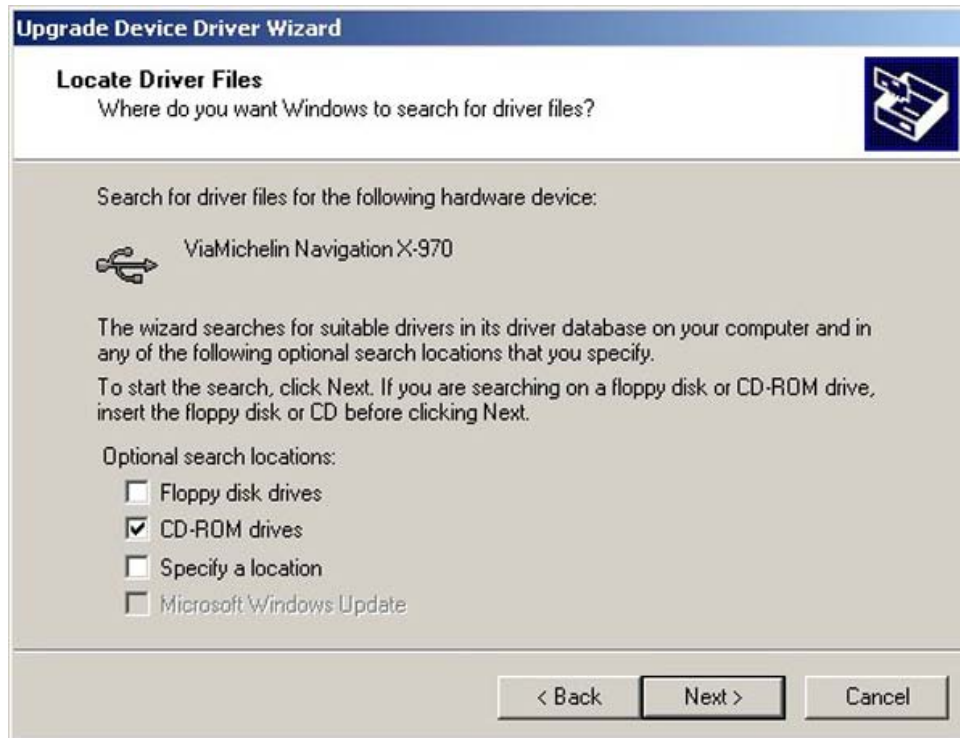 Upgrade Device Driver Wizard
Locate Driver Files
Where do you want Windows to search for driver files?
Search for driver files for the following hardware device:
ViaMichelin Navigation X-970
The wizard searches for suitable drivers in its driver database on your computer and in
any of the following optional search locations that you specify.
To start the search, click Next. If you are searching on a floppy disk or CD-ROM drive,
insert the floppy disk or CD before clicking Next.
Optional search locations:
Floppy disk drives
CD-ROM drives
Specify a location
Microsoft Windows Update
< Back Next > Cancel